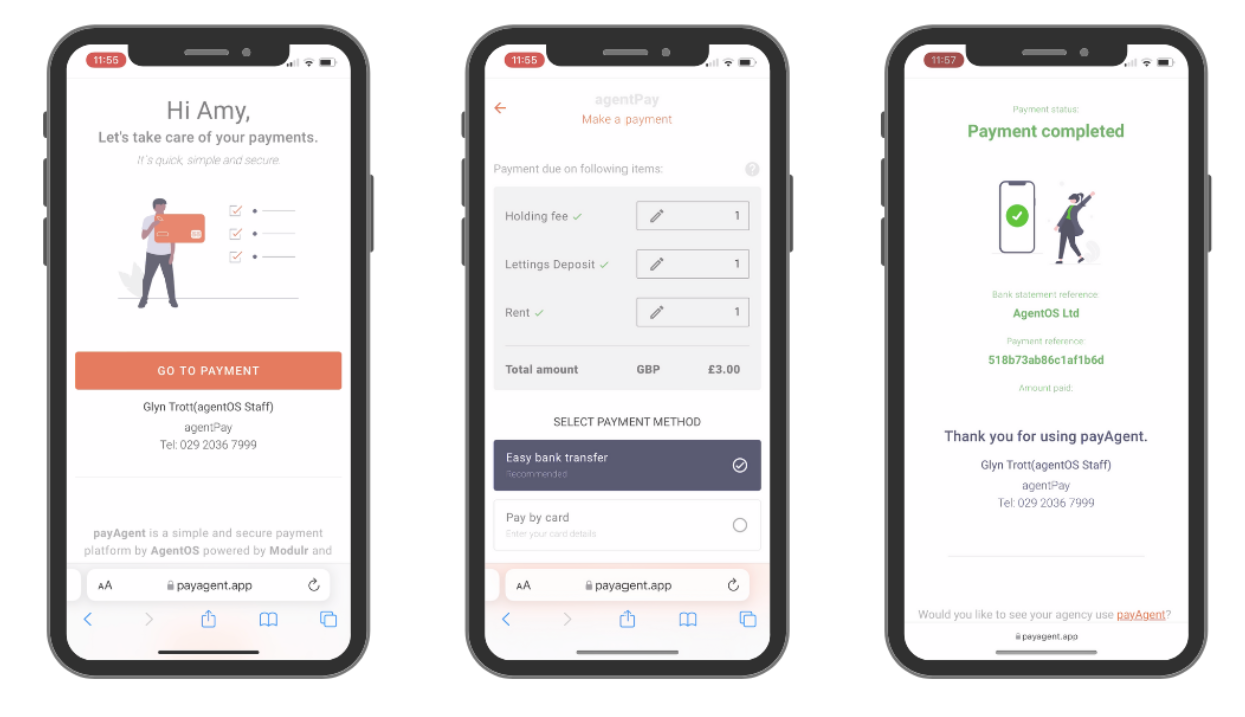 11:55
Hi Amy,
Let's take care of your payments.
It's quick, simple and secure.
GO TO PAYMENT
Glyn Trott(agentOS Staff)
agentPay
Tel: 029 2036 7999
payAgent is a simple and secure payment
platform by AgentOS powered by Modulr and
AA payagent.app
11:55
agentPay
Make a payment
Payment due on following items: ?
Holding fee 1
Lettings Deposit 1
Rent 1
Total amount GBP £3.00
SELECT PAYMENT METHOD
Easy bank transfer
Recommended
Pay by card
Enter your card details
AA payagent.app
11:57
Payment status:
Payment completed
Bank statement reference:
AgentOS Ltd
Payment reference:
518b73ab86c1af1b6d
Amount paid:
Thank you for using payAgent.
Glyn Trott(agentOS Staff)
agentPay
Tel: 029 2036 7999
Would you like to see your agency use payAgent?
payagent.app